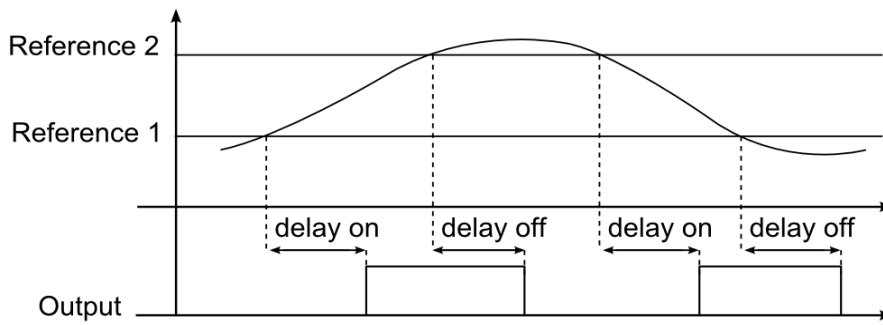 Reference 2
Reference 1
delay on delay off delay on delay off
Output